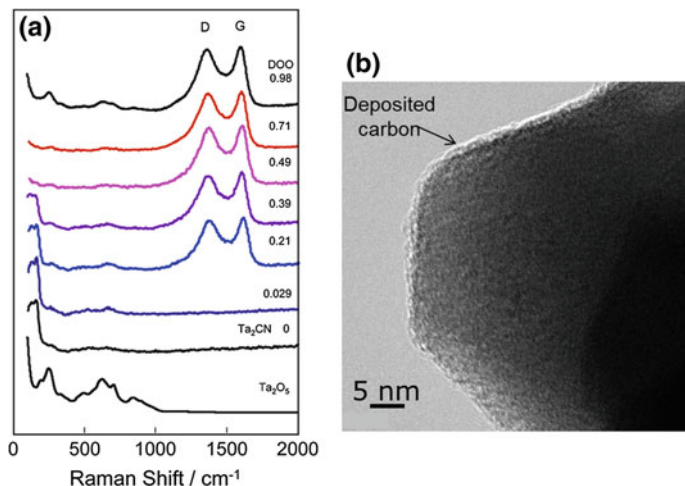 (a)
D G
DOO
0.98
0.71
0.49
0.39
0.21
0.029
Ta₂CN 0
Ta₂O₅
0 500 1000 1500 2000
Raman Shift / cm⁻¹
(b)
Deposited
carbon
5 nm